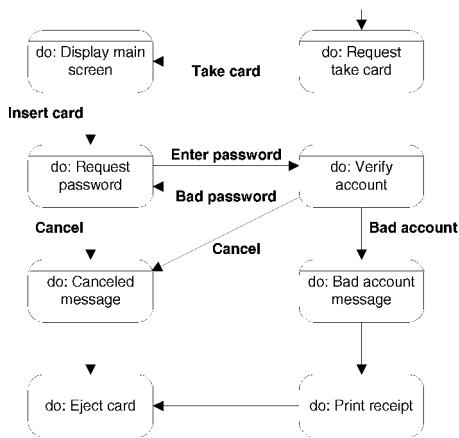 do: Display main
screen
Take card
do: Request
take card
Insert card
do: Request
password
Enter password
Bad password
do: Verify
account
Cancel
Cancel
Bad account
do: Canceled
message
do: Bad account
message
do: Eject card
do: Print receipt